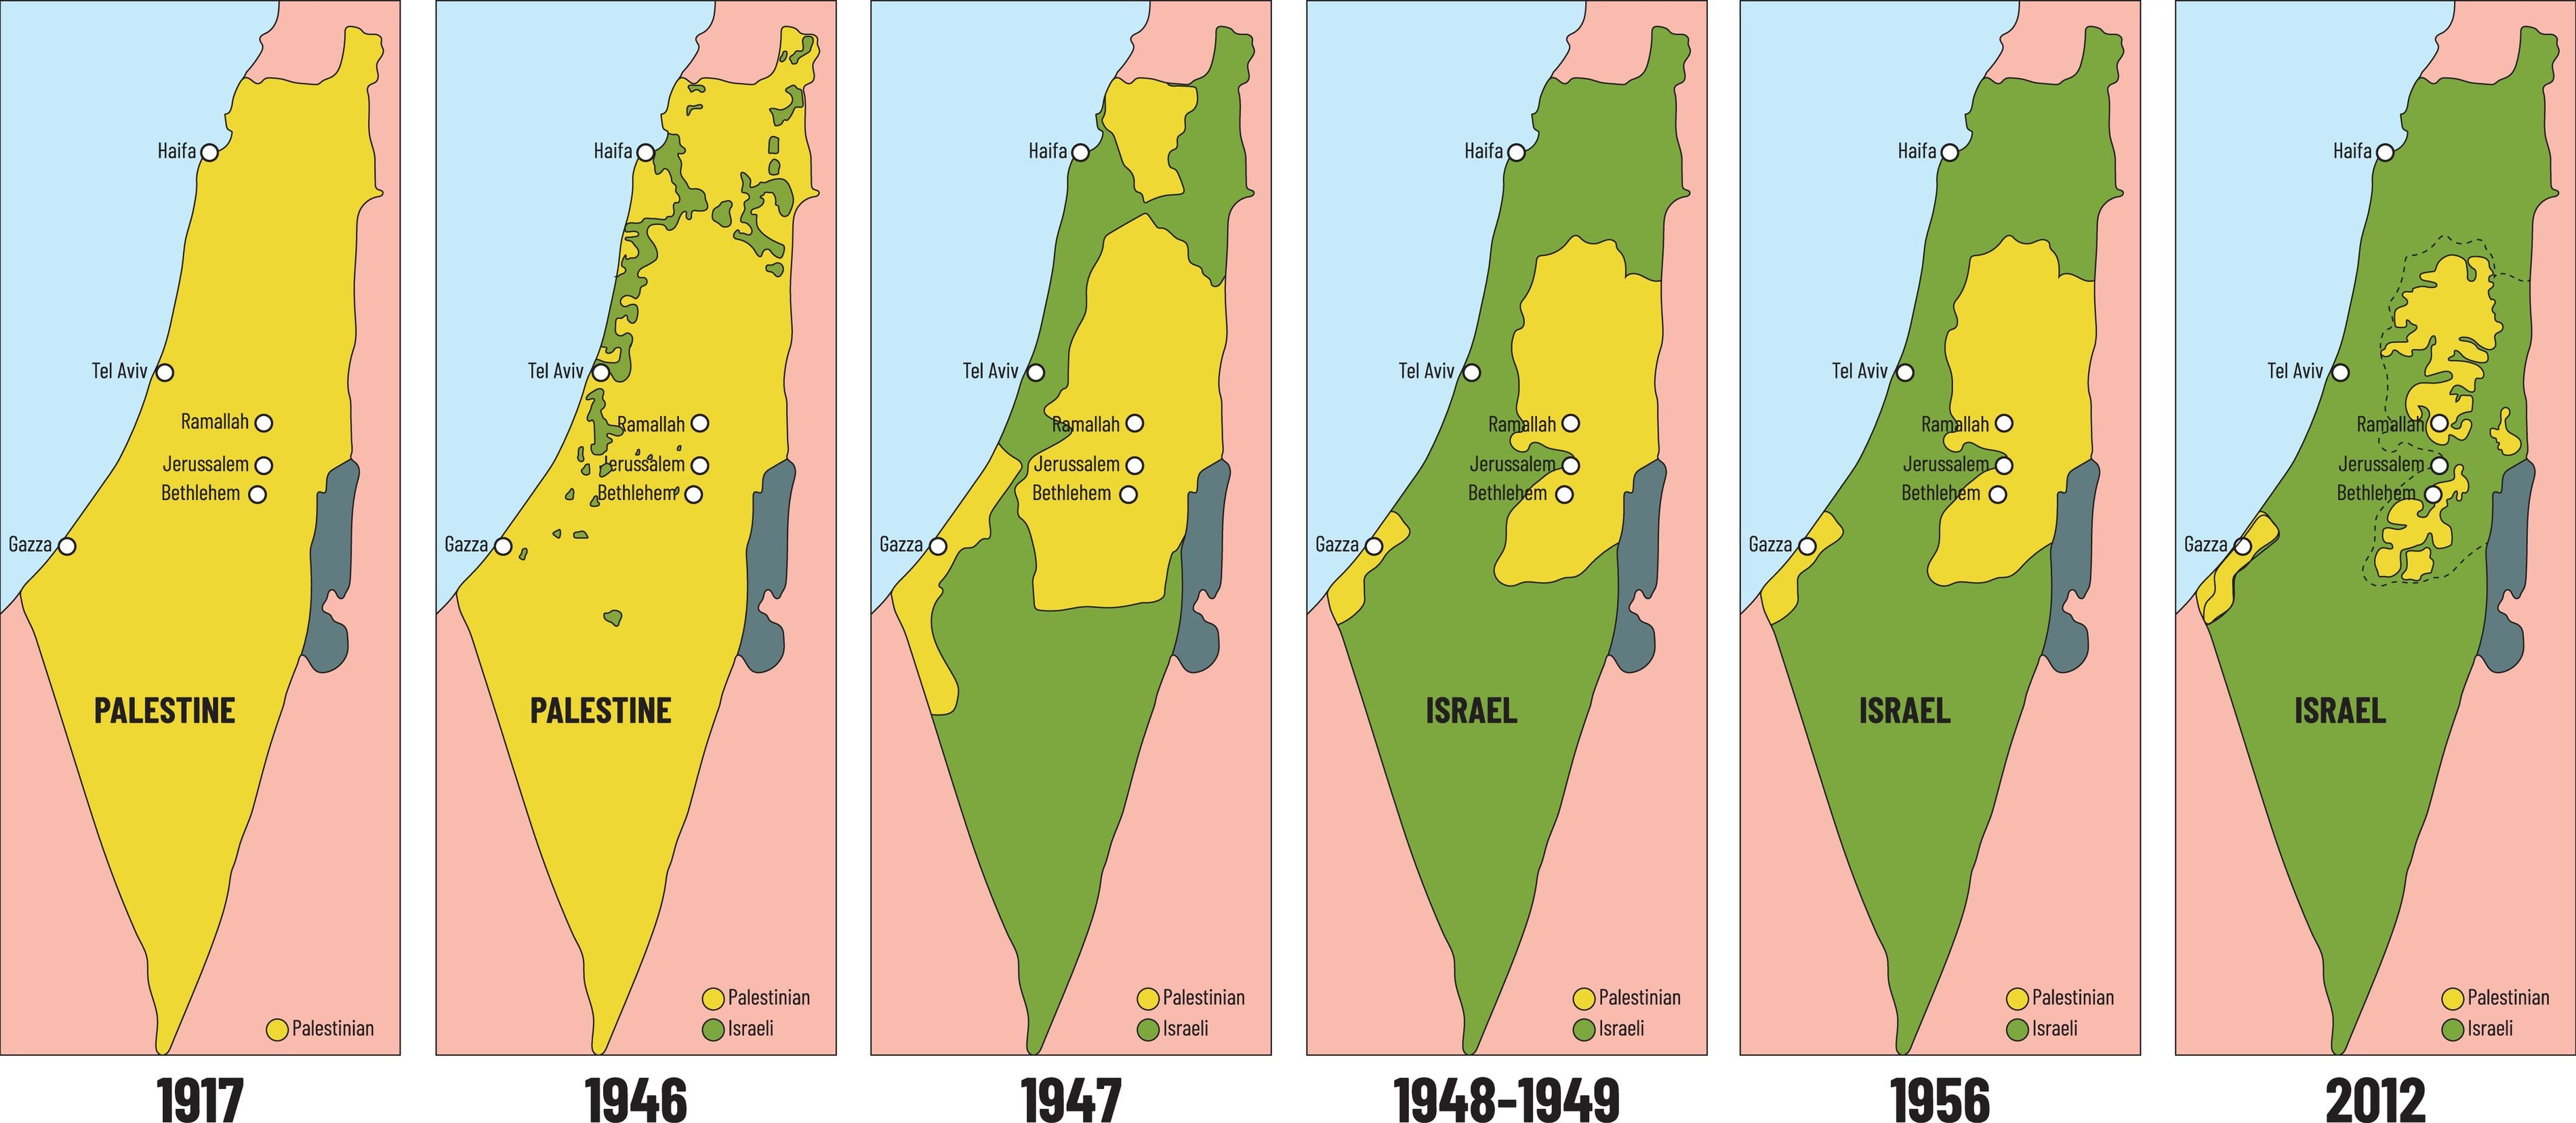 Haifa
Tel Aviv
Ramallah
Jerussalem
Bethlehem
Gazza
PALESTINE
Palestinian
1917
Haifa
Tel Aviv
Ramallah
Jerussalem
Bethlehem
Gazza
PALESTINE
Palestinian
Israeli
1946
Haifa
Tel Aviv
Ramallah
Jerussalem
Bethlehem
Gazza
Palestinian
Israeli
1947
Haifa
Tel Aviv
Ramallah
Jerussalem
Bethlehem
Gazza
ISRAEL
Palestinian
Israeli
1948-1949
Haifa
Tel Aviv
Ramallah
Jerussalem
Bethlehem
Gazza
ISRAEL
Palestinian
Israeli
1956
Haifa
Tel Aviv
Ramallah
Jerussalem
Bethlehem
Gazza
ISRAEL
Palestinian
Israeli
2012